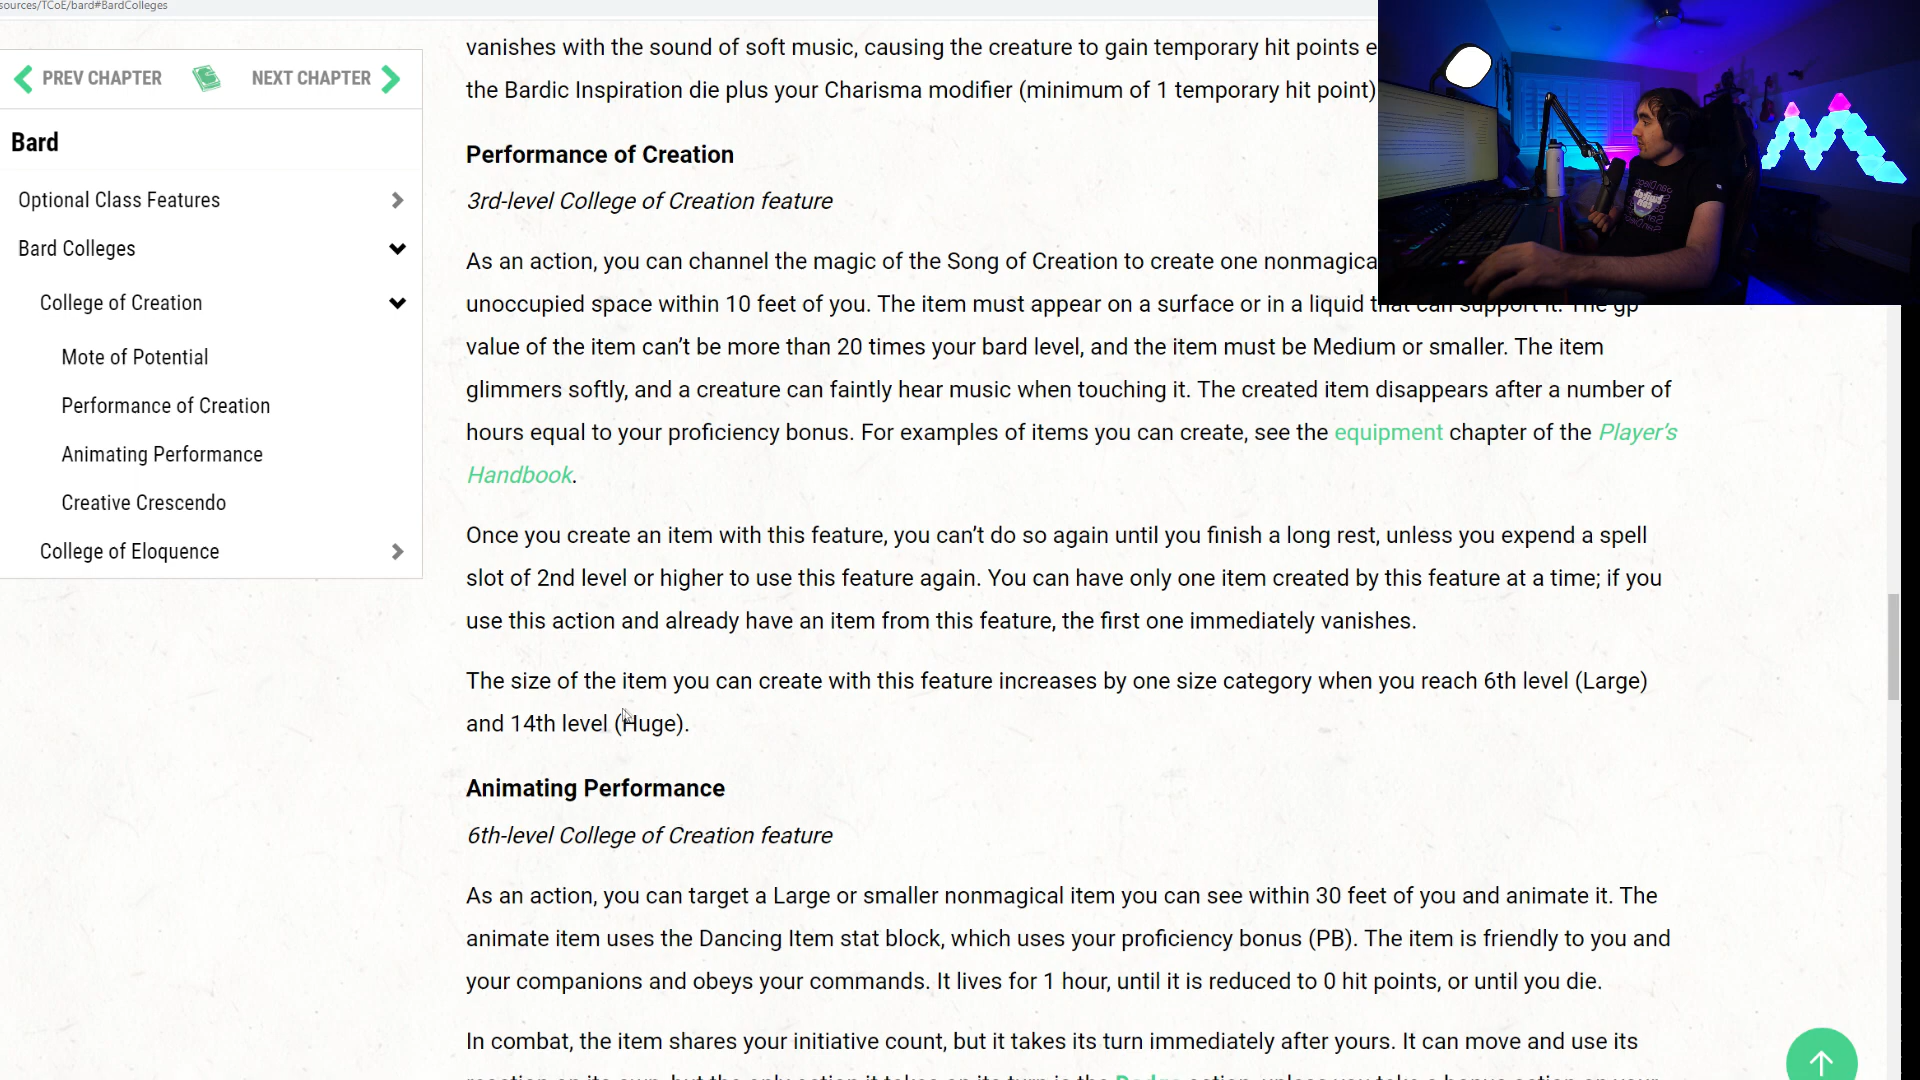 sources/TCoE/bard#BardColleges
PREV CHAPTER
NEXT CHAPTER
Bard
Optional Class Features
Bard Colleges
College of Creation
Mote of Potential
Performance of Creation
Animating Performance
Creative Crescendo
College of Eloquence
vanishes with the sound of soft music, causing the creature to gain temporary hit points
the Bardic Inspiration die plus your Charisma modifier (minimum of 1 temporary hit point)
Performance of Creation
3rd-level College of Creation feature
As an action, you can channel the magic of the Song of Creation to create one
unoccupied space within 10 feet of you. The item must appear on a surface or in a liquid that can support it. The gp
value of the item can’t be more than 20 times your bard level, and the item must be Medium or smaller. The item
glimmers softly, and a creature can faintly hear music when touching it. The created item disappears after a number of
hours equal to your proficiency bonus. For examples of items you can create, see the equipment chapter of the Player’s
Handbook.
Once you create an item with this feature, you can’t do so again until you finish a long rest, unless you expend a spell
slot of 2nd level or higher to use this feature again. You can have only one item created by this feature at a time; if you
use this action and already have an item from this feature, the first one immediately vanishes.
The size of the item you can create with this feature increases by one size category when you reach 6th level (Large)
and 14th level (Huge).
Animating Performance
6th-level College of Creation feature
As an action, you can target a Large or smaller nonmagical item you can see within 30 feet of you and animate it. The
animate item uses the Dancing Item stat block, which uses your proficiency bonus (PB). The item is friendly to you and
your companions and obeys your commands. It lives for 1 hour, until it is reduced to 0 hit points, or until you die.
In combat, the item shares your initiative count, but it takes its turn immediately after yours. It can move and use its